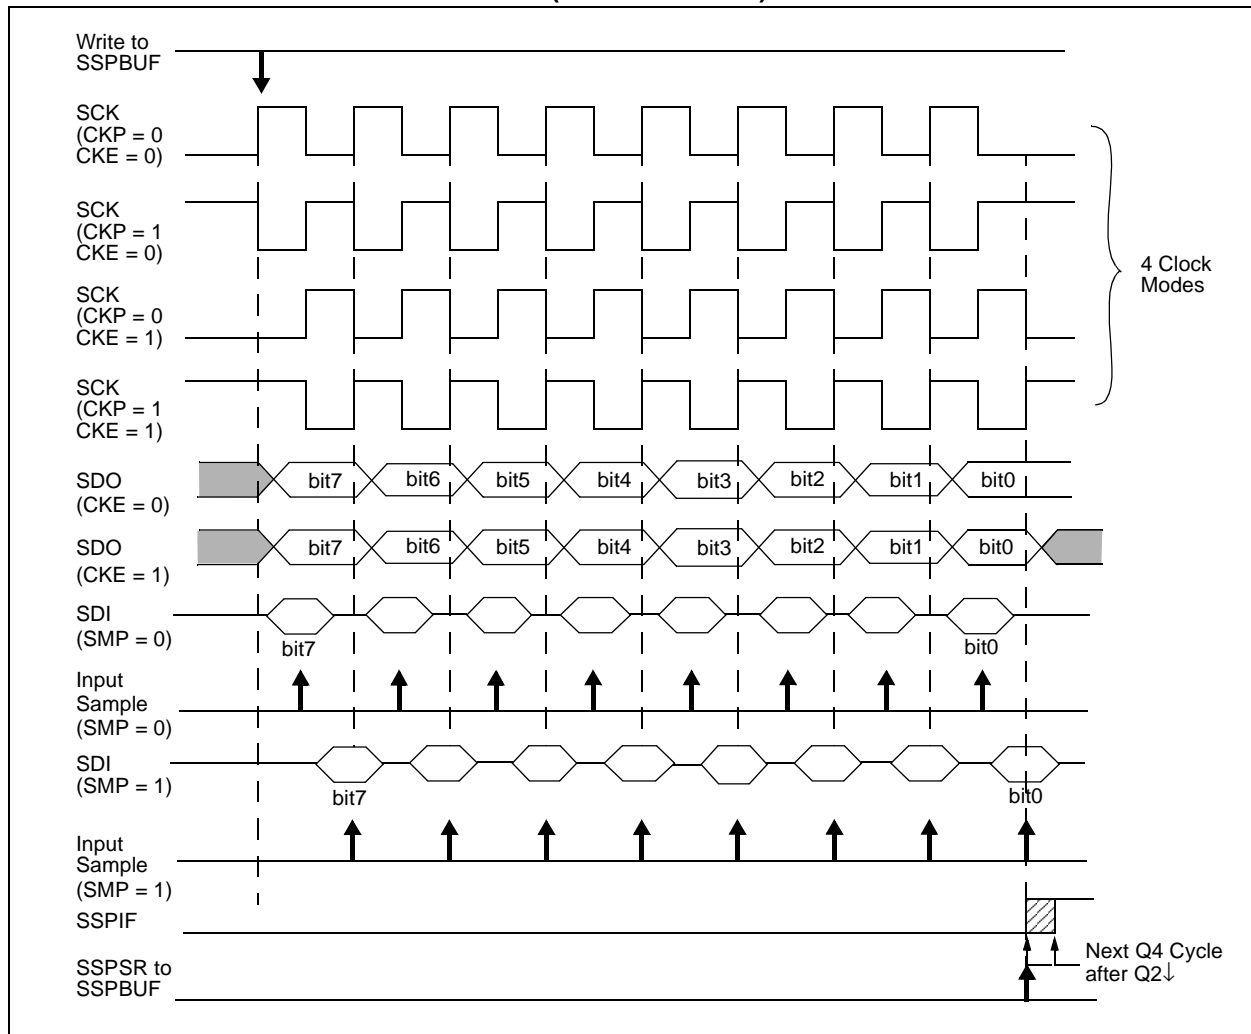 Write to
SSPBUF
SCK
(CKP = 0
CKE = 0)
SCK
(CKP = 1
CKE = 0)
4 Clock
Modes
SCK
(CKP = 0
CKE = 1)
SCK
(CKP = 1
CKE = 1)
SDO
(CKE = 0)
bit7 bit6 bit5 bit4 bit3 bit2 bit1 bit0
SDO
(CKE = 1)
bit7 bit6 bit5 bit4 bit3 bit2 bit1 bit0
SDI
(SMP = 0)
bit7 bit0
Input
Sample
(SMP = 0)
SDI
(SMP = 1)
bit7 bit0
Input
Sample
(SMP = 1)
SSPIF
Next Q4 Cycle
after Q2↓
SSPSR to
SSPBUF